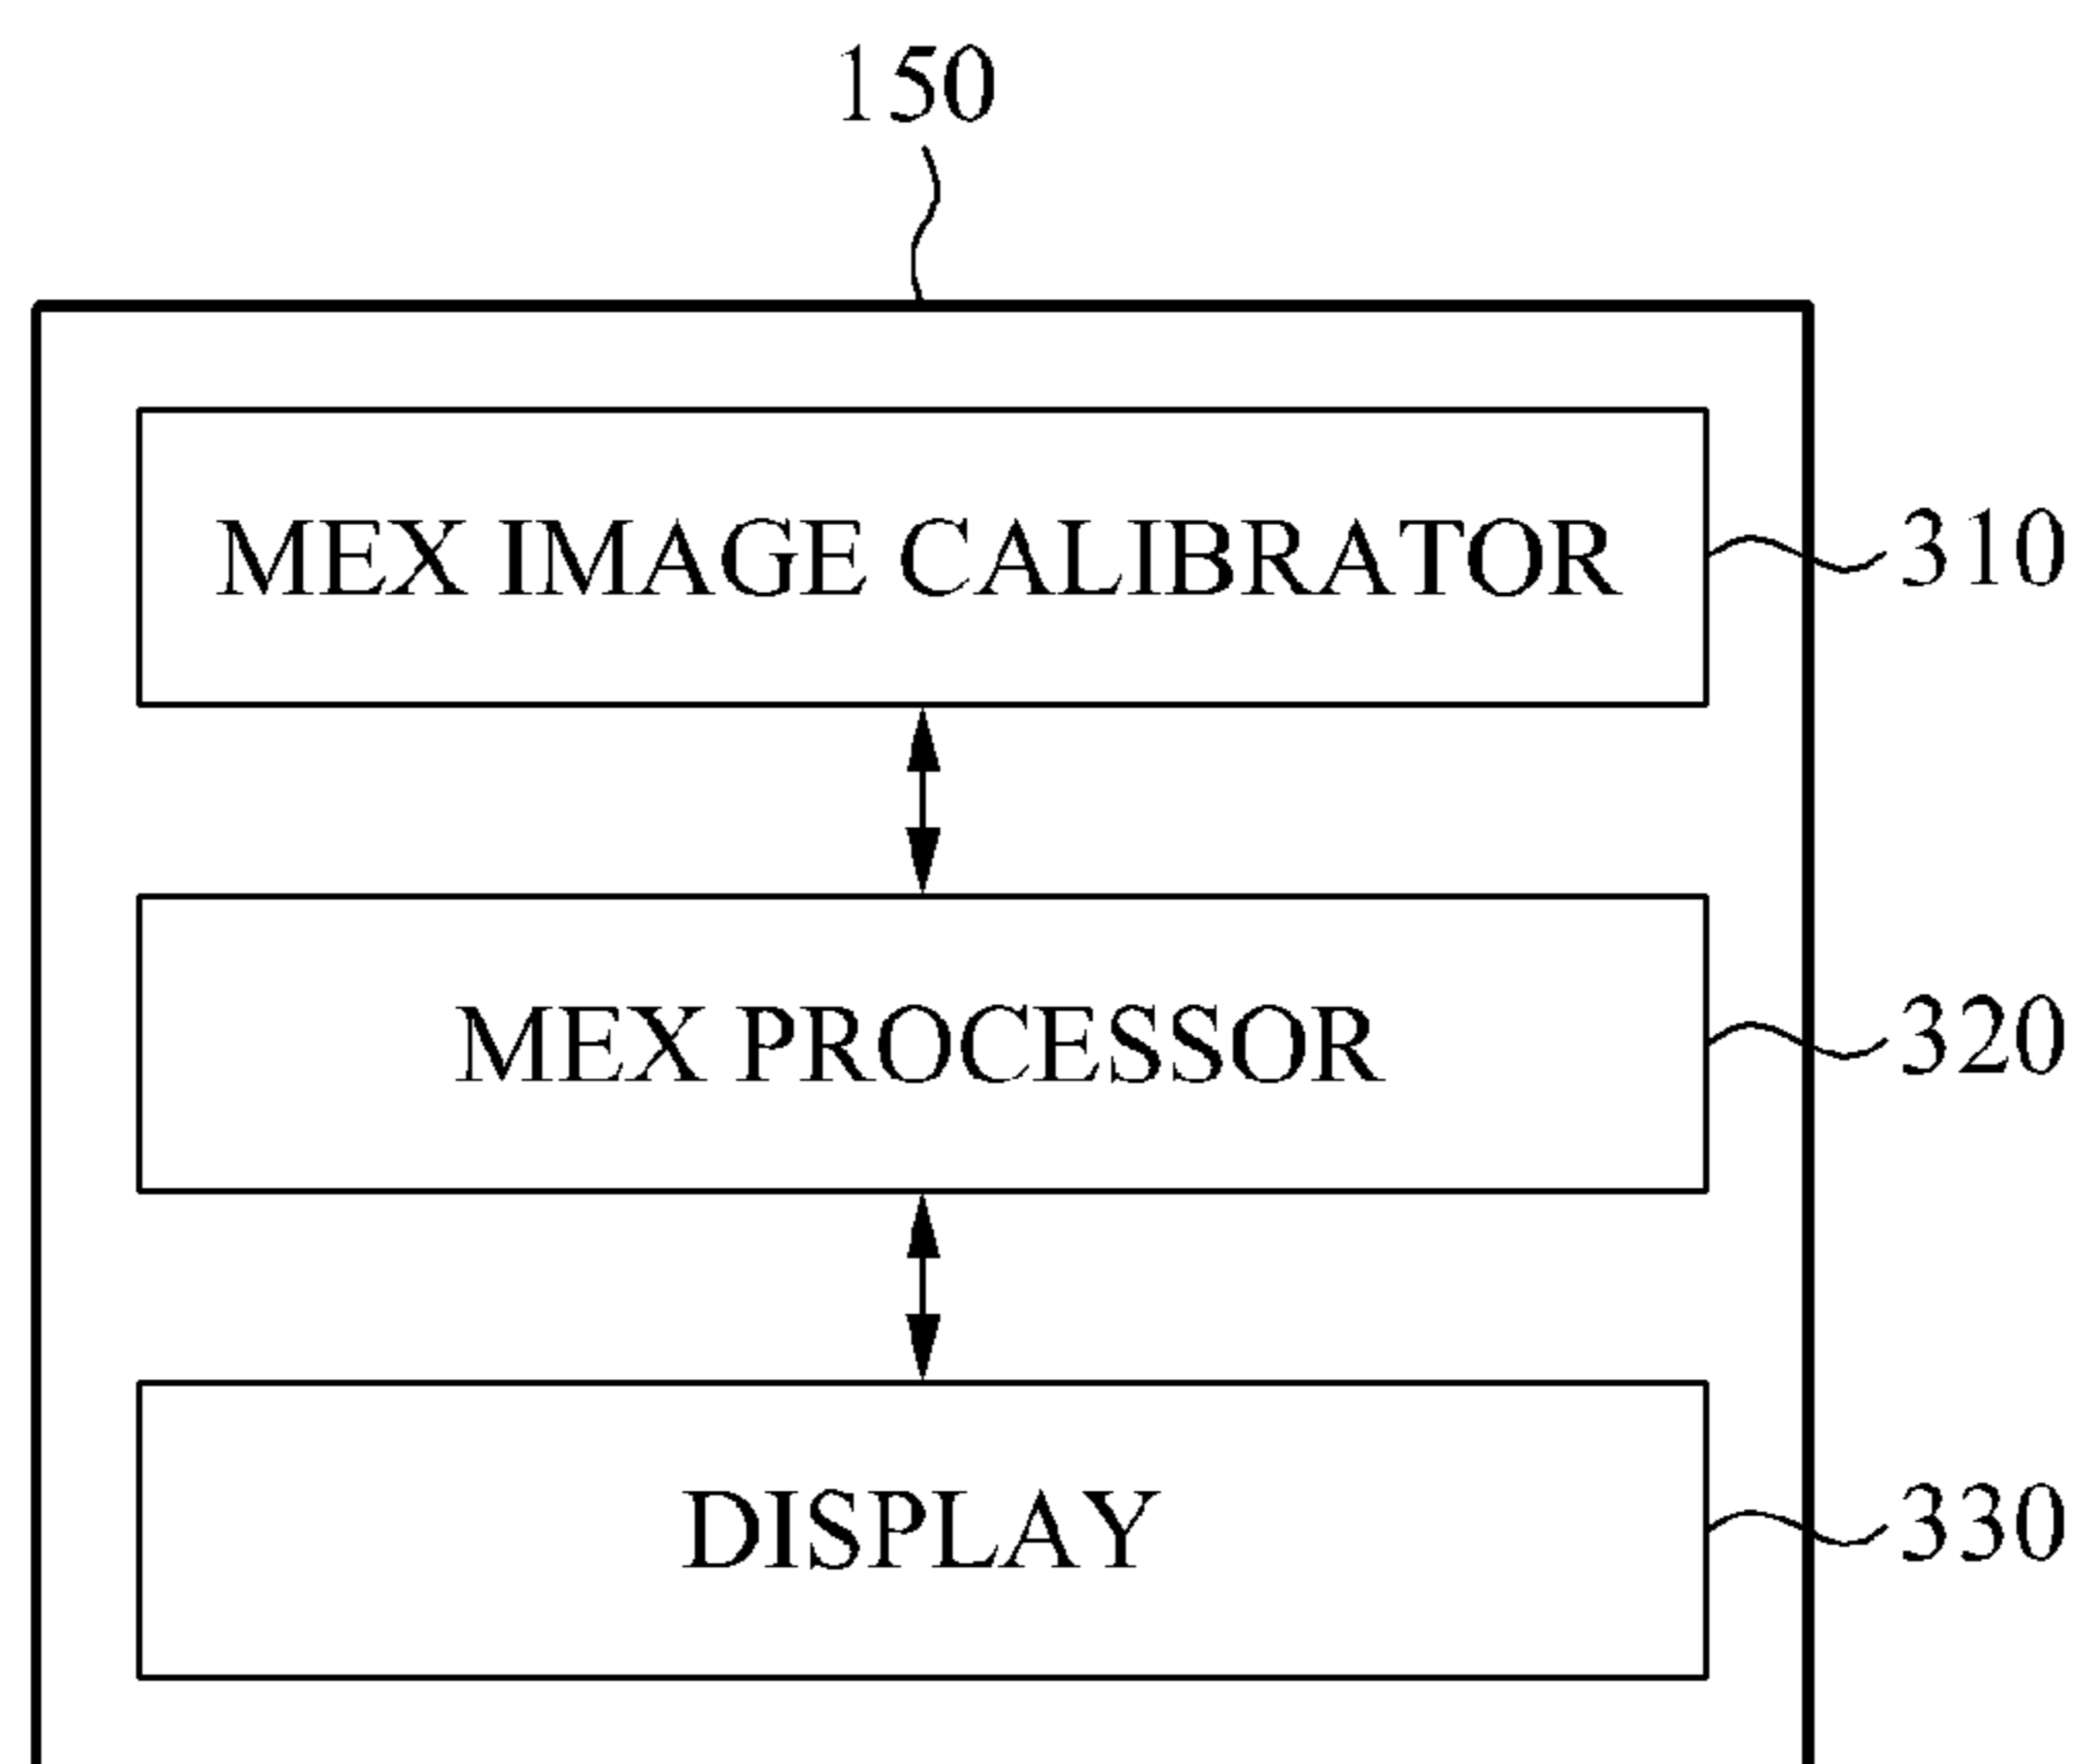 150
MEX IMAGE CALIBRATOR
310
MEX PROCESSOR
320
DISPLAY
330